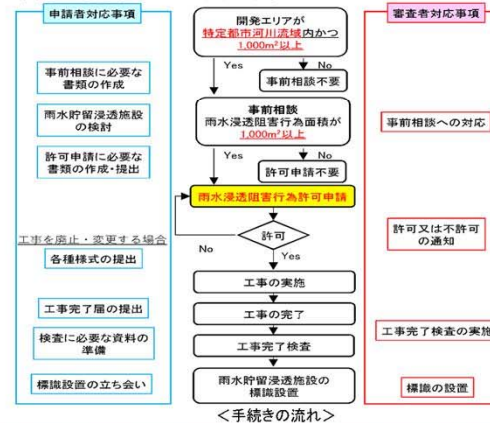 申請者対応事項
事前相談に必要な
書類の作成
雨水貯留浸透施設
の検討
許可申請に必要な
書類の作成・提出
工事を廃止・変更する場合
各種様式の提出
工事完了届の提出
検査に必要な資料の
準備
標識設置の立ち会い
開発エリアが
特定都市河川流域内かつ
1,000㎡以上
Yes
No
事前相談不要
事前相談
雨水浸透阻害行為面積が
1,000㎡以上
Yes
No
許可申請不要
雨水浸透阻害行為許可申請
許可
No
Yes
工事の実施
工事の完了
工事完了検査
雨水貯留浸透施設の
標識設置
＜手続きの流れ＞
審査者対応事項
事前相談への対応
許可又は不許可
の通知
工事完了検査の実施
標識の設置